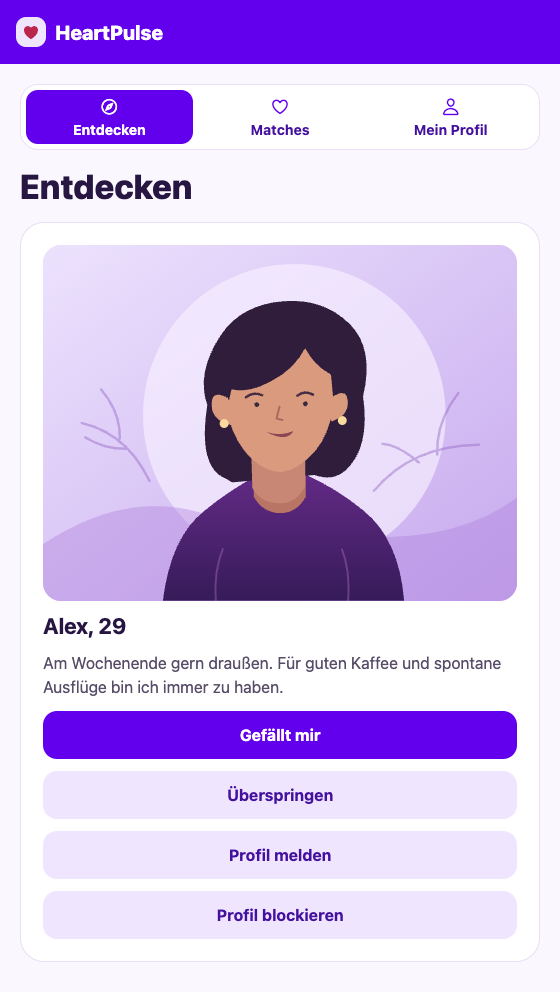 HeartPulse
Entdecken
Matches
Mein Profil
Entdecken
Alex, 29
Am Wochenende gern draußen. Für guten Kaffee und spontane
Ausflüge bin ich immer zu haben.
Gefällt mir
Überspringen
Profil melden
Profil blockieren